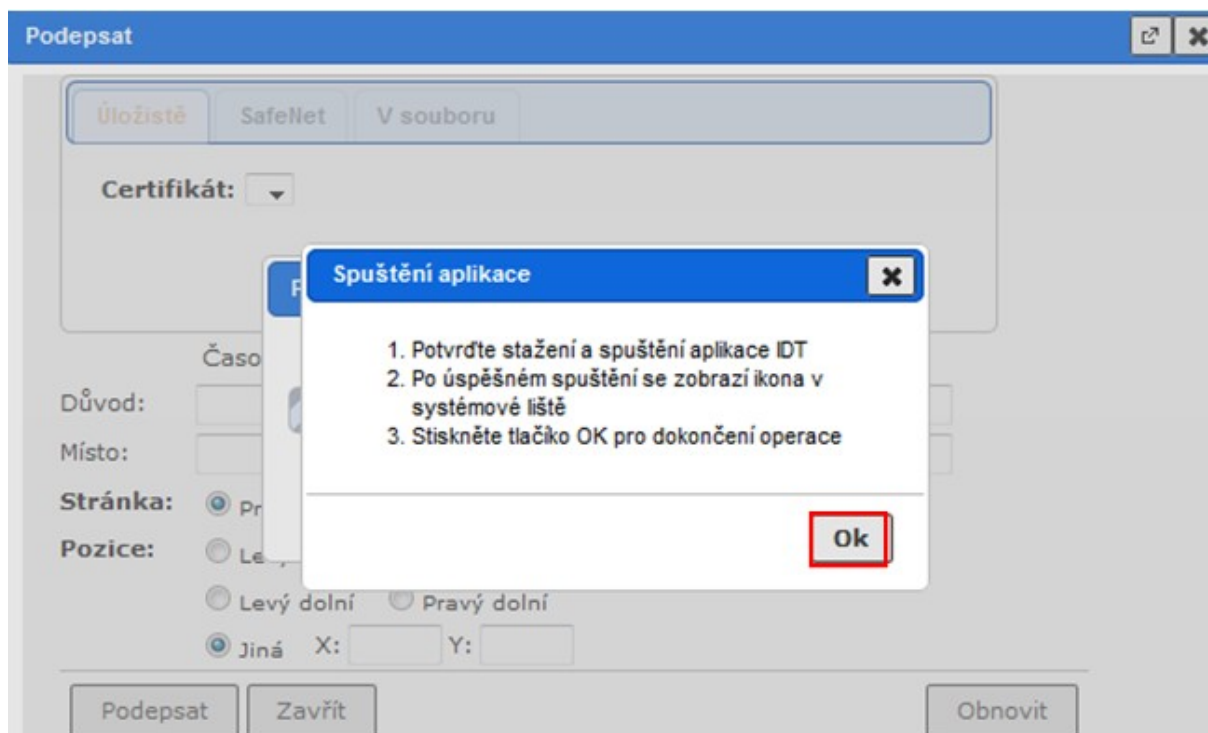 Podepsat
Úložistě SafeNet V souboru
Certifikát:
Spuštění aplikace
1. Potvrďte stažení a spuštění aplikace IDT
2. Po úspěšném spuštění se zobrazí ikona v
systémové liště
3. Stiskněte tlačíko OK pro dokončení operace
Ok
Důvod:
Místo:
Stránka:
Pozice:
Levý dolní Pravý dolní
Jiná X: Y:
Podepsat Zavřít Obnovit